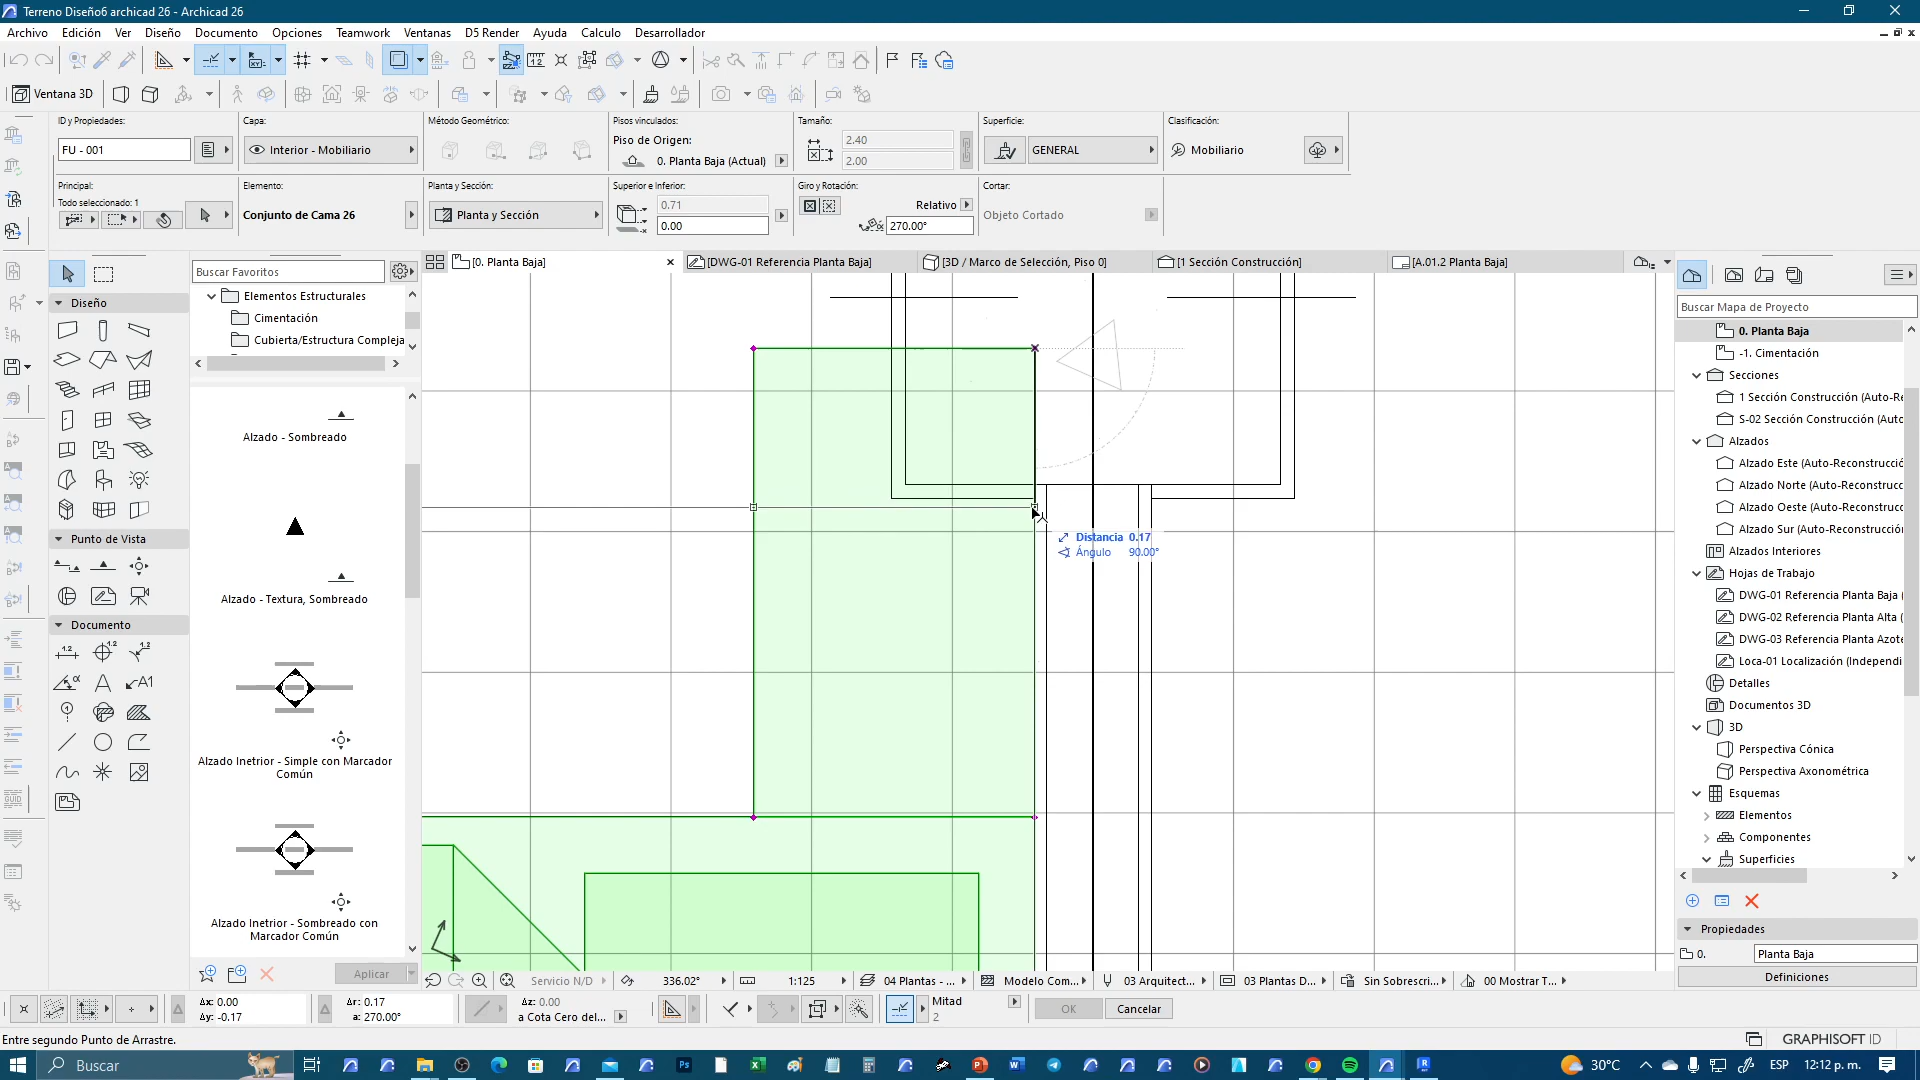 Terreno Diseño6 archicad 26 - Archicad 26
Archivo Edición Ver Diseño Documento Opciones Teamwork Ventanas D5 Render Ayuda Calculo Desarrollador
Ventana 3D
ID y Propiedades: Capa: Método Geométrico: Pisos vinculados: Tamaño: Superficie: Clasificación:
FU - 001 Interior - Mobiliario Piso de Origen: 2.40 GENERAL Mobiliario
0. Planta Baja (Actual) 2.00
Principal: Elemento: Planta y Sección: Superior e Inferior: Giro y Rotación: Cortar:
Todo seleccionado: 1 Conjunto de Cama 26 Planta y Sección 0.71 Relativo Objeto Cortado
0.00 270.00°
[0. Planta Baja] [DWG-01 Referencia Planta Baja] [3D / Marco de Selección, Piso 0] [1 Sección Construcción] [A.01.2 Planta Baja]
Buscar Favoritos
Elementos Estructurales
Cimentación
Cubierta/Estructura Compleja
Alzado - Sombreado
Alzado - Textura, Sombreado
Alzado Inetrior - Simple con Marcador
Común
Alzado Inetrior - Sombreado con
Marcador Común
Aplicar
Diseño
Punto de Vista
Documento
Distancia 0.17
Ángulo 90.00°
Buscar Mapa de Proyecto
0. Planta Baja
-1. Cimentación
Secciones
1 Sección Construcción (Auto-Re
S-02 Sección Construcción (Auto
Alzados
Alzado Este (Auto-Reconstrucció
Alzado Norte (Auto-Reconstrucc
Alzado Oeste (Auto-Reconstrucci
Alzado Sur (Auto-Reconstrucción
Alzados Interiores
Hojas de Trabajo
DWG-01 Referencia Planta Baja (
DWG-02 Referencia Planta Alta (
DWG-03 Referencia Planta Azote
Loca-01 Localización (Independi
Detalles
Documentos 3D
3D
Perspectiva Cónica
Perspectiva Axonométrica
Esquemas
Elementos
Componentes
Superficies
Propiedades
0. Planta Baja
Definiciones
Servicio N/D 336.02° 1:125 04 Plantas - ... Modelo Com... 03 Arquitect... 03 Plantas D... Sin Sobrescri... 00 Mostrar T...
Δx: 0.00 Δr: 0.17 Δz: 0.00 Mitad OK Cancelar
Δy: -0.17 a: 270.00° a Cota Cero del... 2
Entre segundo Punto de Arrastre. GRAPHISOFT ID
Buscar 30°C ESP 12:12 p. m.